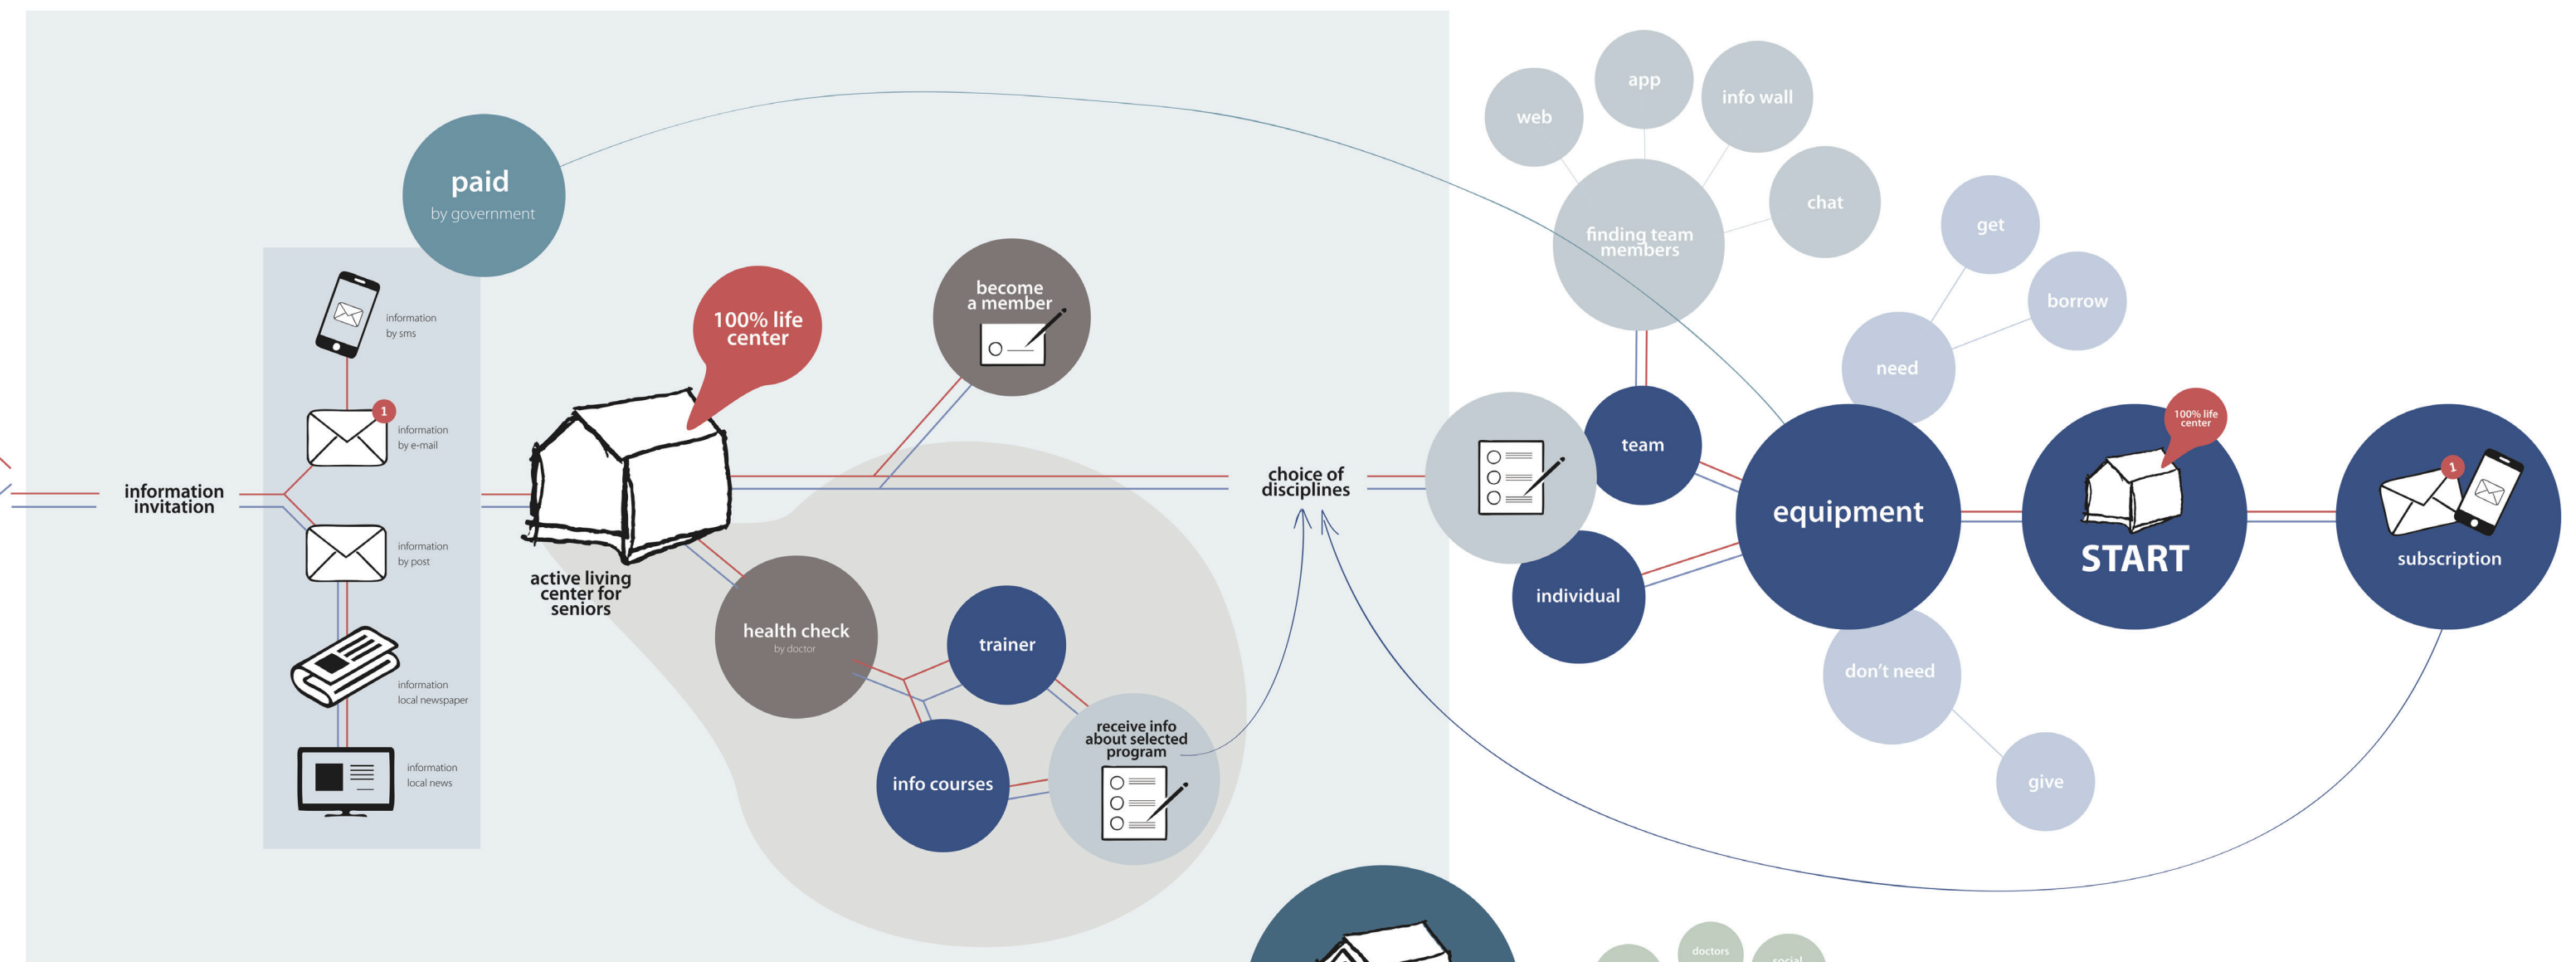 paid
by government
information
by sms
1
information
by e-mail
information
invitation
information
by post
information
local newspaper
information
local news
100% life
center
active living
center for
seniors
become
a member
health check
by doctor
trainer
info courses
receive info
about selected
program
choice of
disciplines
web
app
info wall
chat
finding team
members
team
individual
get
borrow
need
equipment
don't need
give
100% life
center
START
1
subscription
doctors
social